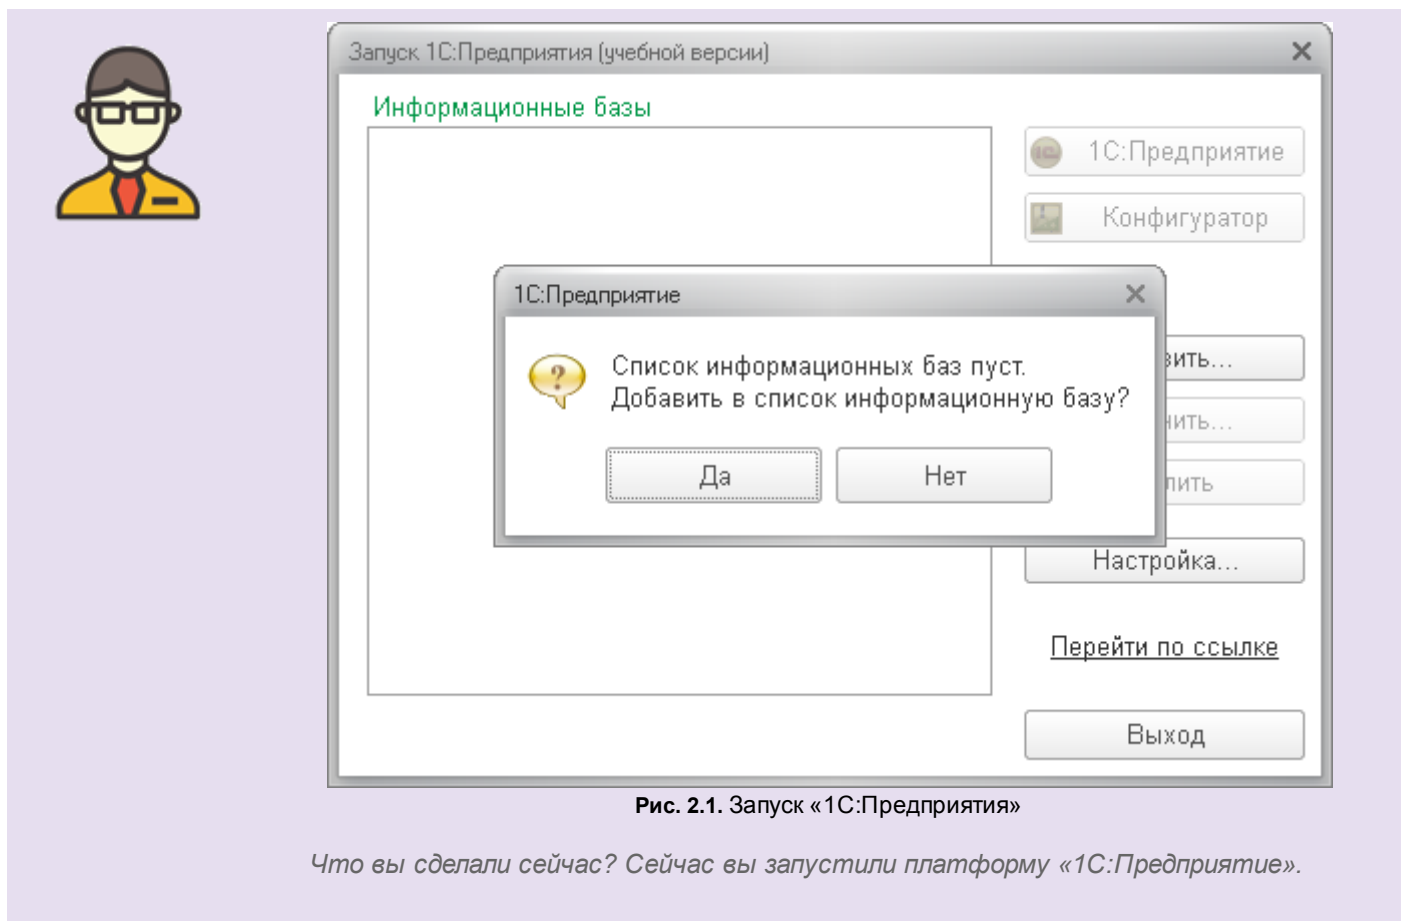 Запуск 1С:Предприятия (учебной версии)
Информационные базы
1С:Предприятие
Конфигуратор
1С:Предприятие
Список информационных баз пуст.
Добавить в список информационную базу?
Да
Нет
Настройка...
Перейти по ссылке
Выход
Рис. 2.1. Запуск «1С:Предприятия»
Что вы сделали сейчас? Сейчас вы запустили платформу «1С:Предприятие».